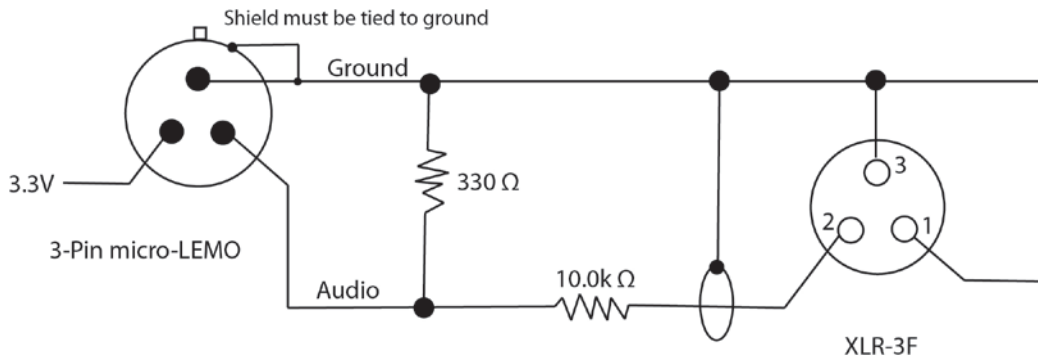 Shield must be tied to ground
Ground
3
330 Ω
3.3V
2
1
3-Pin micro-LEMO
10.0k Ω
Audio
XLR-3F